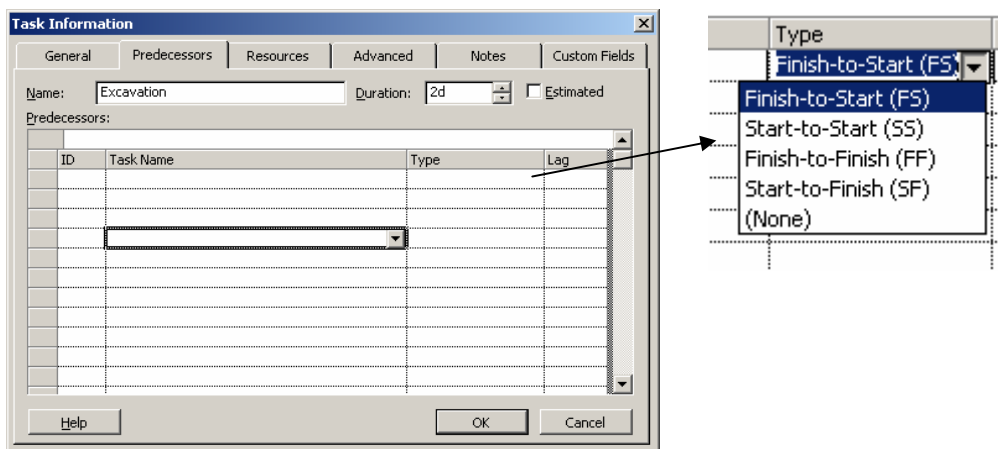 Task Information
General Predecessors Resources Advanced Notes Custom Fields
Name: Excavation Duration: 2d Estimated
Predecessors:
ID Task Name Type Lag
Help OK Cancel
Type
Finish-to-Start (FS)
Finish-to-Start (FS)
Start-to-Start (SS)
Finish-to-Finish (FF)
Start-to-Finish (SF)
(None)